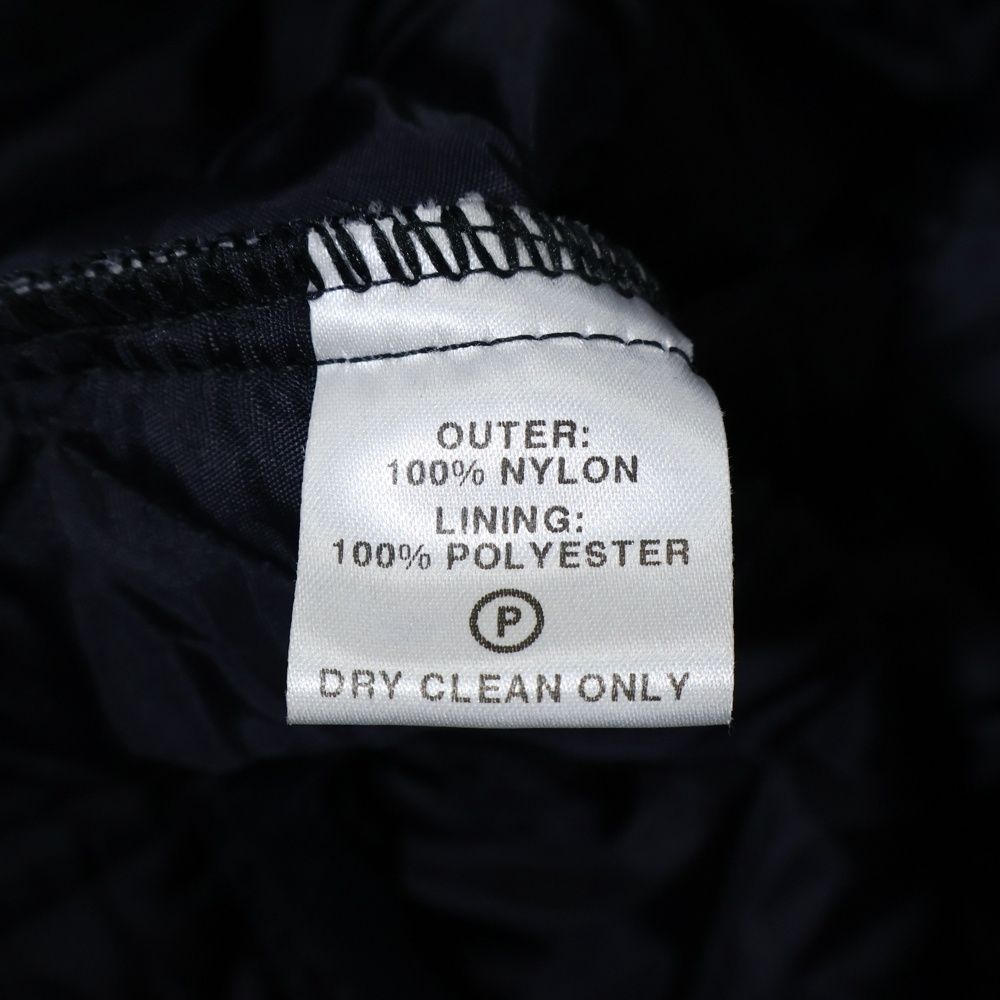 OUTER:
100% NYLON
LINING:
100% POLYESTER
P
DRY CLEAN ONLY